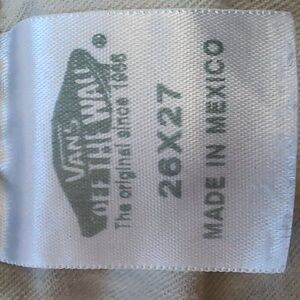 VANS
"OFF THE WALL"
®
The original since 1966
26X27
MADE IN MEXICO